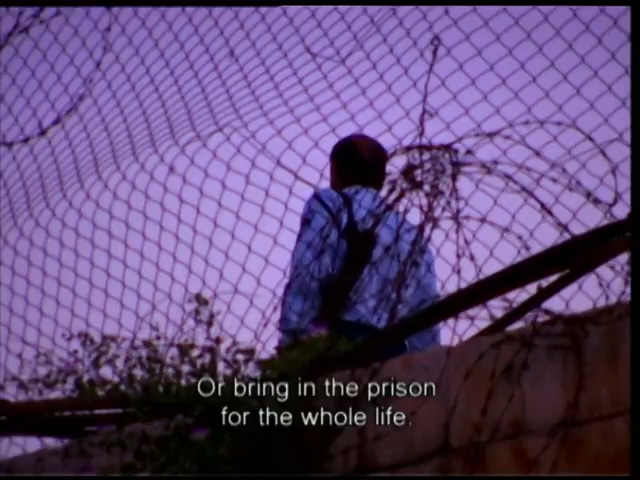 Or bring in the prison
for the whole life.